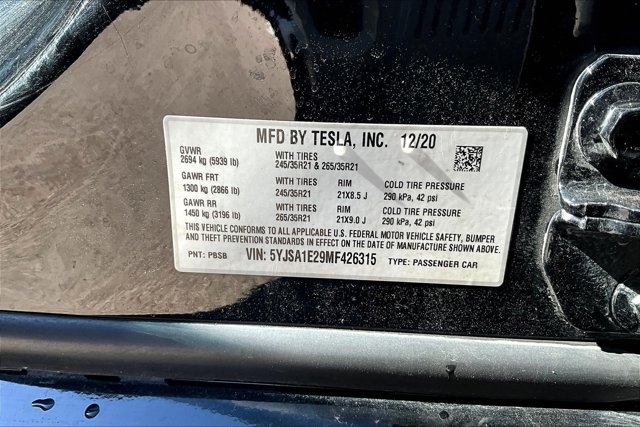 MFD BY TESLA, INC. 12/20
GVWR
2694 kg (5939 lb)
WITH TIRES
245/35R21 & 265/35R21
GAWR FRT
1300 kg (2866 lb)
WITH TIRES
245/35R21
RIM
21X8.5 J
COLD TIRE PRESSURE
290 kPa, 42 psi
GAWR RR
1450 kg (3196 lb)
WITH TIRES
265/35R21
RIM
21X9.0 J
COLD TIRE PRESSURE
290 kPa, 42 psi
THIS VEHICLE CONFORMS TO ALL APPLICABLE U.S. FEDERAL MOTOR VEHICLE SAFETY, BUMPER
AND THEFT PREVENTION STANDARDS IN EFFECT ON THE DATE OF MANUFACTURE SHOWN ABOVE.
PNT: PBSB VIN: 5YJSA1E29MF426315 TYPE: PASSENGER CAR